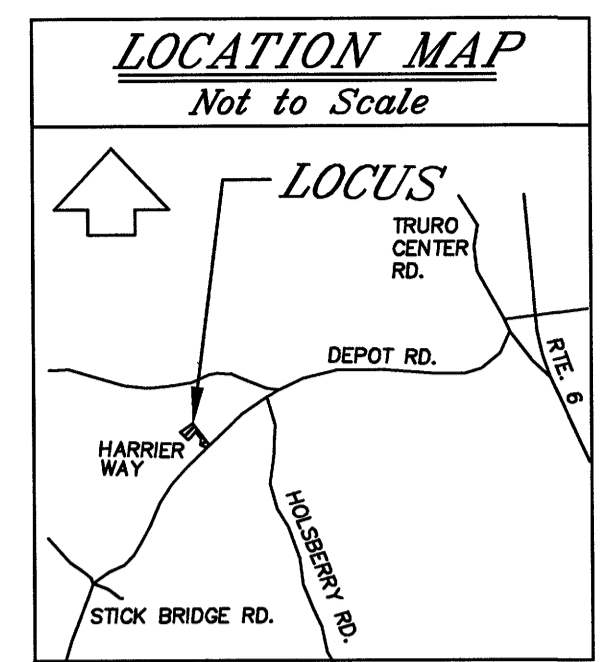 LOCATION MAP
Not to Scale
LOCUS
TRURO
CENTER
RD.
DEPOT RD.
RTE. 6
HARRIER
WAY
HOLSBERRY RD.
STICK BRIDGE RD.